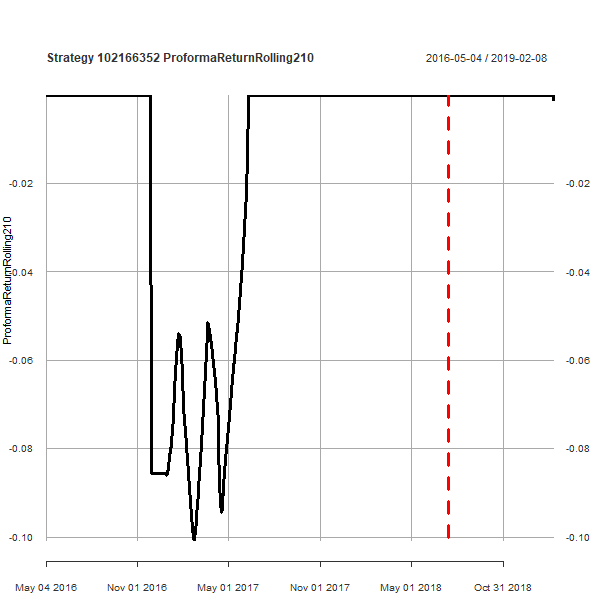 Strategy 102166352 ProformaReturnRolling210
2016-05-04 / 2019-02-08
ProformaReturnRolling210
-0.02
-0.02
-0.04
-0.04
-0.06
-0.06
-0.08
-0.08
-0.10
-0.10
May 04 2016
Nov 01 2016
May 01 2017
Nov 01 2017
May 01 2018
Oct 31 2018